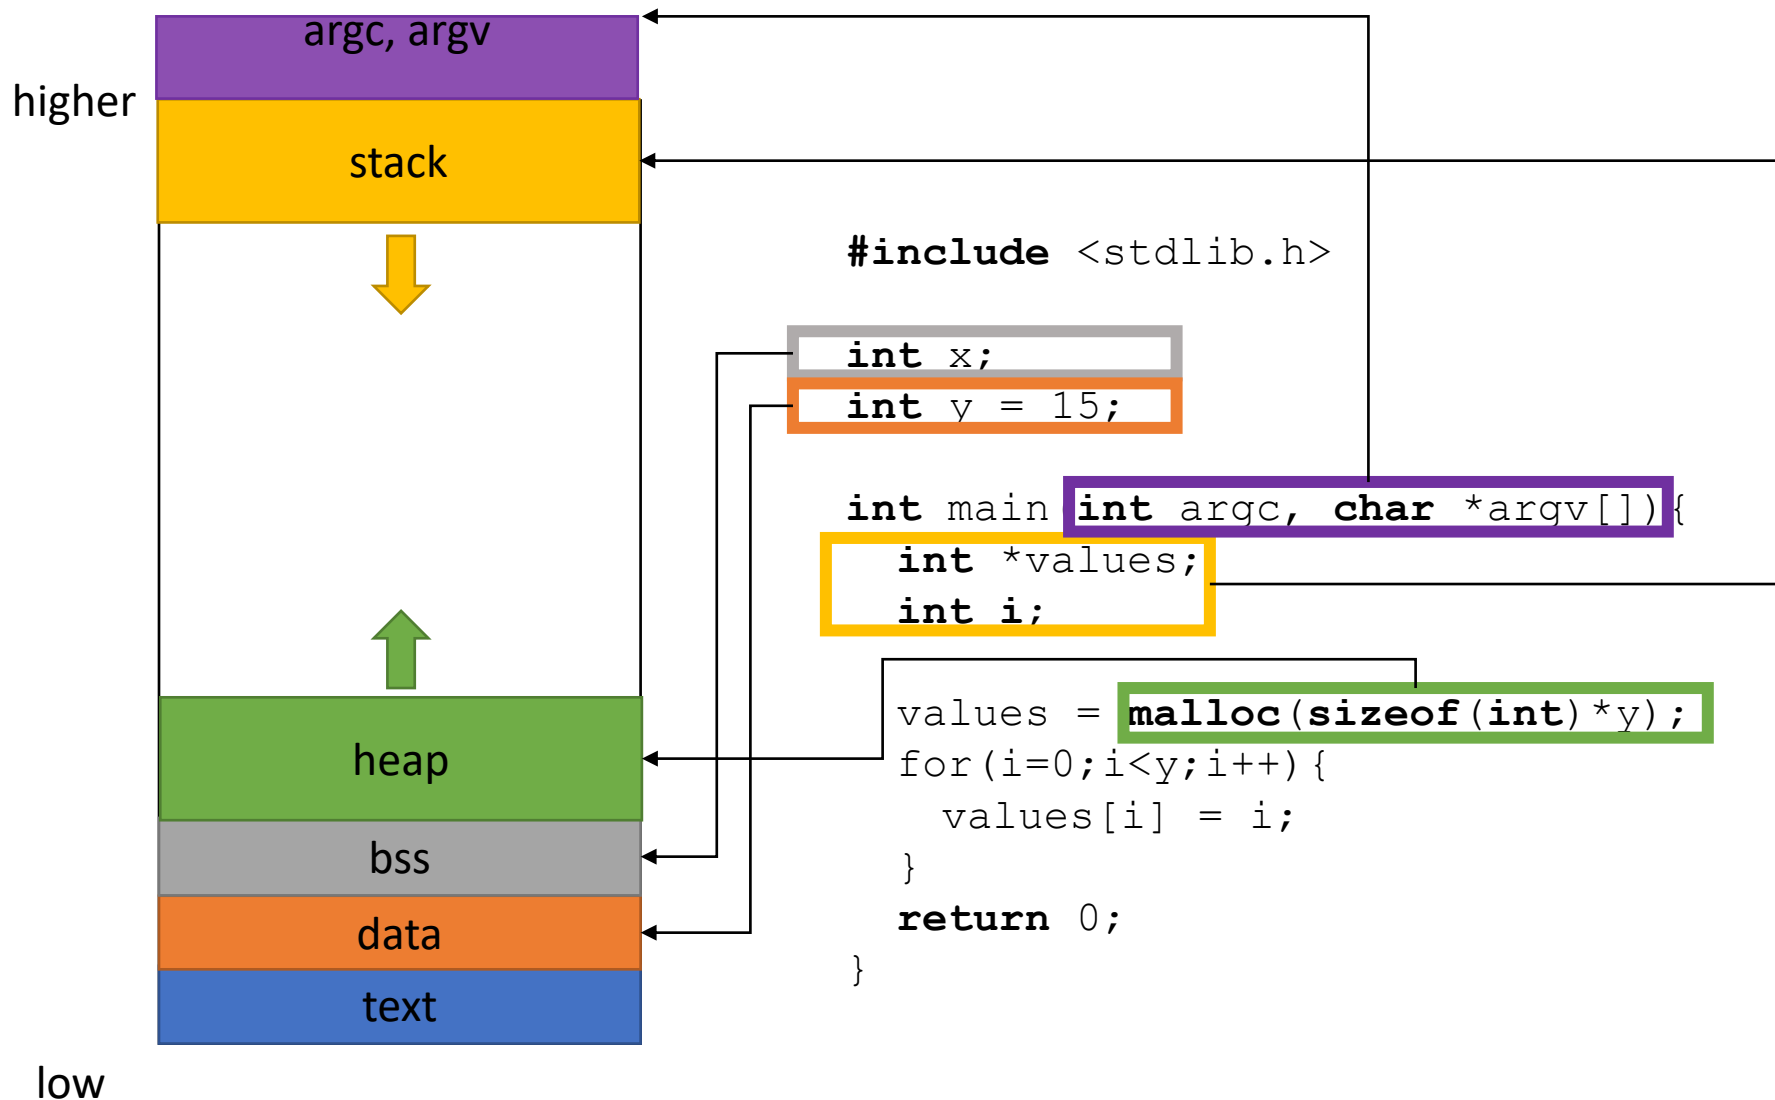 argc, argv
higher
stack
heap
bss
data
text
low
#include <stdlib.h>
int x;
int y = 15;
int main int argc, char *argv[]){
int *values;
int i;
values = malloc(sizeof(int)*y);
for(i=0;i<y;i++){
values[i] = i;
}
return 0;
}